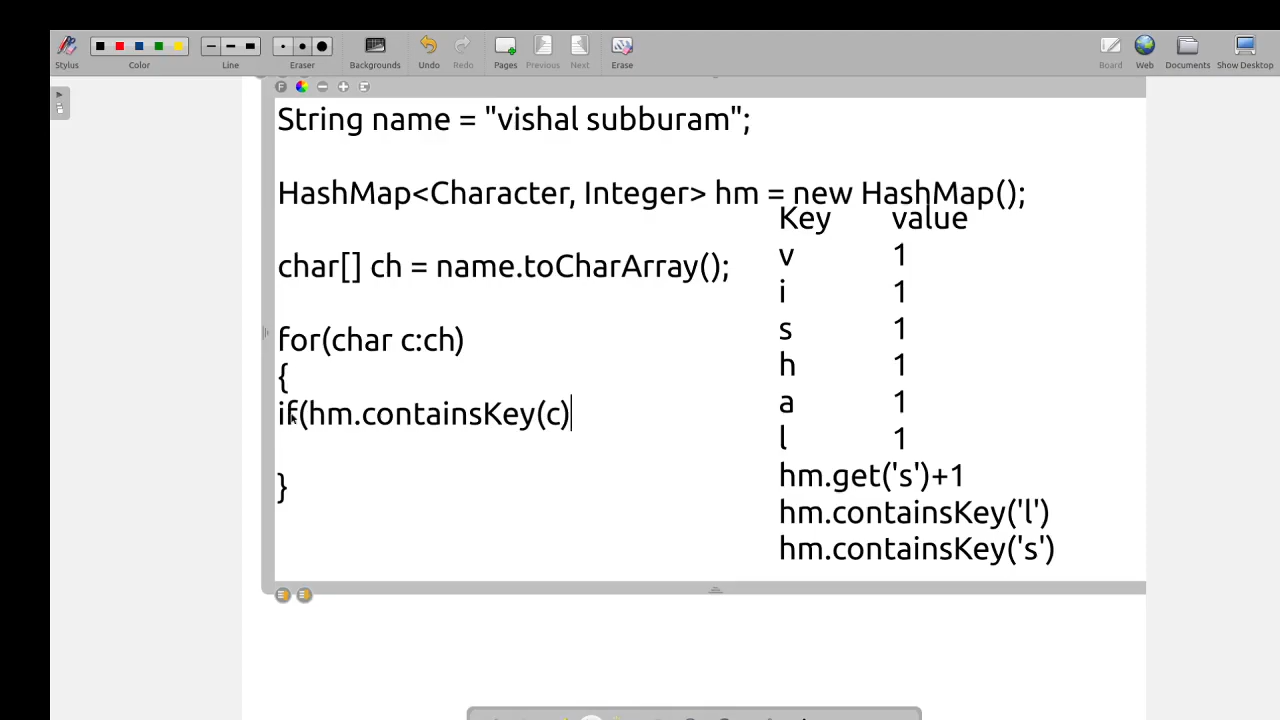 Stylus Color Line Eraser Backgrounds Undo Redo Pages Previous Next Erase Board Web Documents Show Desktop
String name = "vishal subburam";
HashMap<Character, Integer> hm = new HashMap();
char[] ch = name.toCharArray();
for(char c:ch)
{
if(hm.containsKey(c)
}
Key value
v 1
i 1
s 1
h 1
a 1
l 1
hm.get('s')+1
hm.containsKey('l')
hm.containsKey('s')